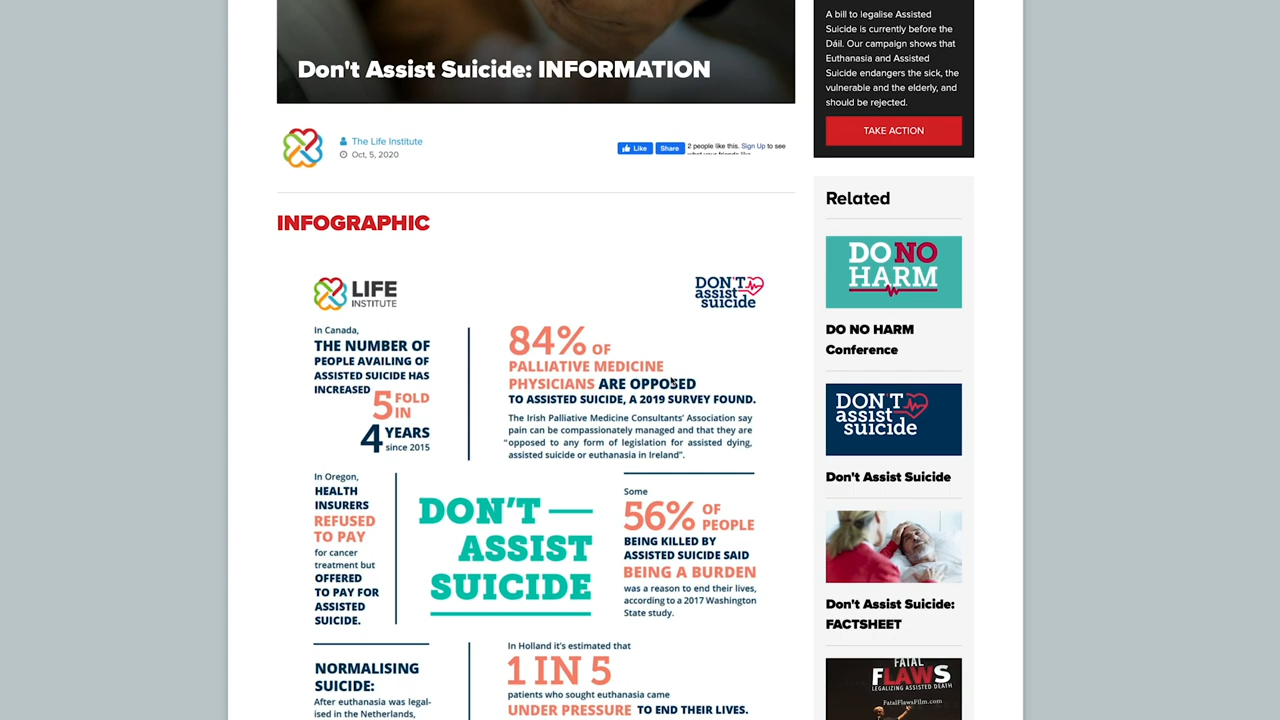 Don't Assist Suicide: INFORMATION
The Life Institute
Oct, 5, 2020
Like
Share
2 people like this. Sign Up to see
what your friends like.
INFOGRAPHIC
LIFE
INSTITUTE
DON'T
assist
suicide
In Canada,
THE NUMBER OF
PEOPLE AVAILING OF
ASSISTED SUICIDE HAS
INCREASED
5 FOLD
IN
4 YEARS
since 2015
84% OF
PALLIATIVE MEDICINE
PHYSICIANS ARE OPPOSED
TO ASSISTED SUICIDE, A 2019 SURVEY FOUND.
The Irish Palliative Medicine Consultants' Association say
pain can be compassionately managed and that they are
"opposed to any form of legislation for assisted dying,
assisted suicide or euthanasia in Ireland".
In Oregon,
HEALTH
INSURERS
REFUSED
TO PAY
for cancer
treatment but
OFFERED
TO PAY FOR
ASSISTED
SUICIDE.
DON'T —
ASSIST
SUICIDE
Some
56% OF
PEOPLE
BEING KILLED BY
ASSISTED SUICIDE SAID
BEING A BURDEN
was a reason to end their lives,
according to a 2017 Washington
State study.
NORMALISING
SUICIDE:
After euthanasia was legal-
ised in the Netherlands,
In Holland it's estimated that
1 IN 5
patients who sought euthanasia came
UNDER PRESSURE TO END THEIR LIVES.
A bill to legalise Assisted
Suicide is currently before the
Dáil. Our campaign shows that
Euthanasia and Assisted
Suicide endangers the sick, the
vulnerable and the elderly, and
should be rejected.
TAKE ACTION
Related
DO NO
HARM
DO NO HARM
Conference
DON'T
assist
suicide
Don't Assist Suicide
Don't Assist Suicide:
FACTSHEET
FATAL
FLAWS
LEGALIZING ASSISTED DEATH
FatalFlawsFilm.com